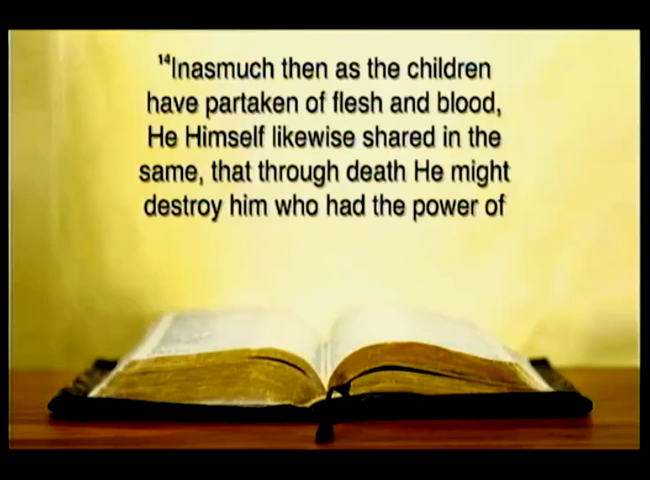 ¹⁴Inasmuch then as the children
have partaken of flesh and blood,
He Himself likewise shared in the
same, that through death He might
destroy him who had the power of